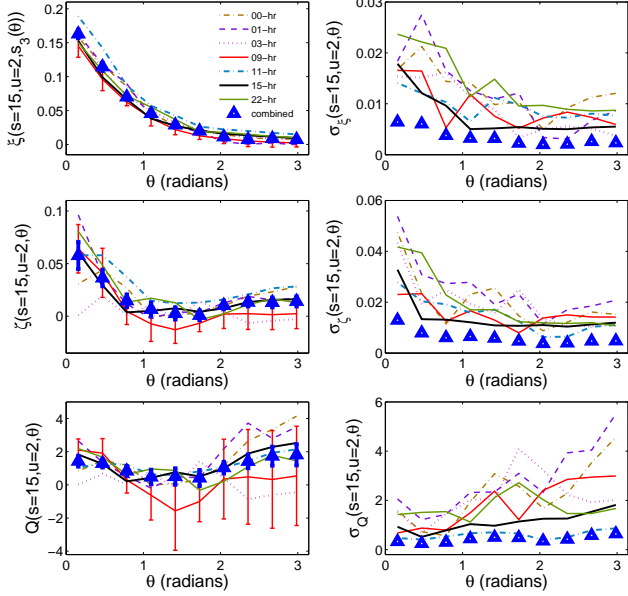 ξ(s=15,u=2,s₃(θ))
0.2
0.15
0.1
0.05
0
0
1
2
3
θ (radians)
00−hr
01−hr
03−hr
09−hr
11−hr
15−hr
22−hr
combined
σξ(s=15,u=2,θ)
0.03
0.02
0.01
0
0
1
2
3
θ (radians)
ζ(s=15,u=2,θ)
0.1
0.05
0
0
1
2
3
θ (radians)
σζ(s=15,u=2,θ)
0.06
0.04
0.02
0
0
1
2
3
θ (radians)
Q(s=15,u=2,θ)
4
2
0
−2
−4
0
1
2
3
θ (radians)
σQ(s=15,u=2,θ)
6
4
2
0
0
1
2
3
θ (radians)